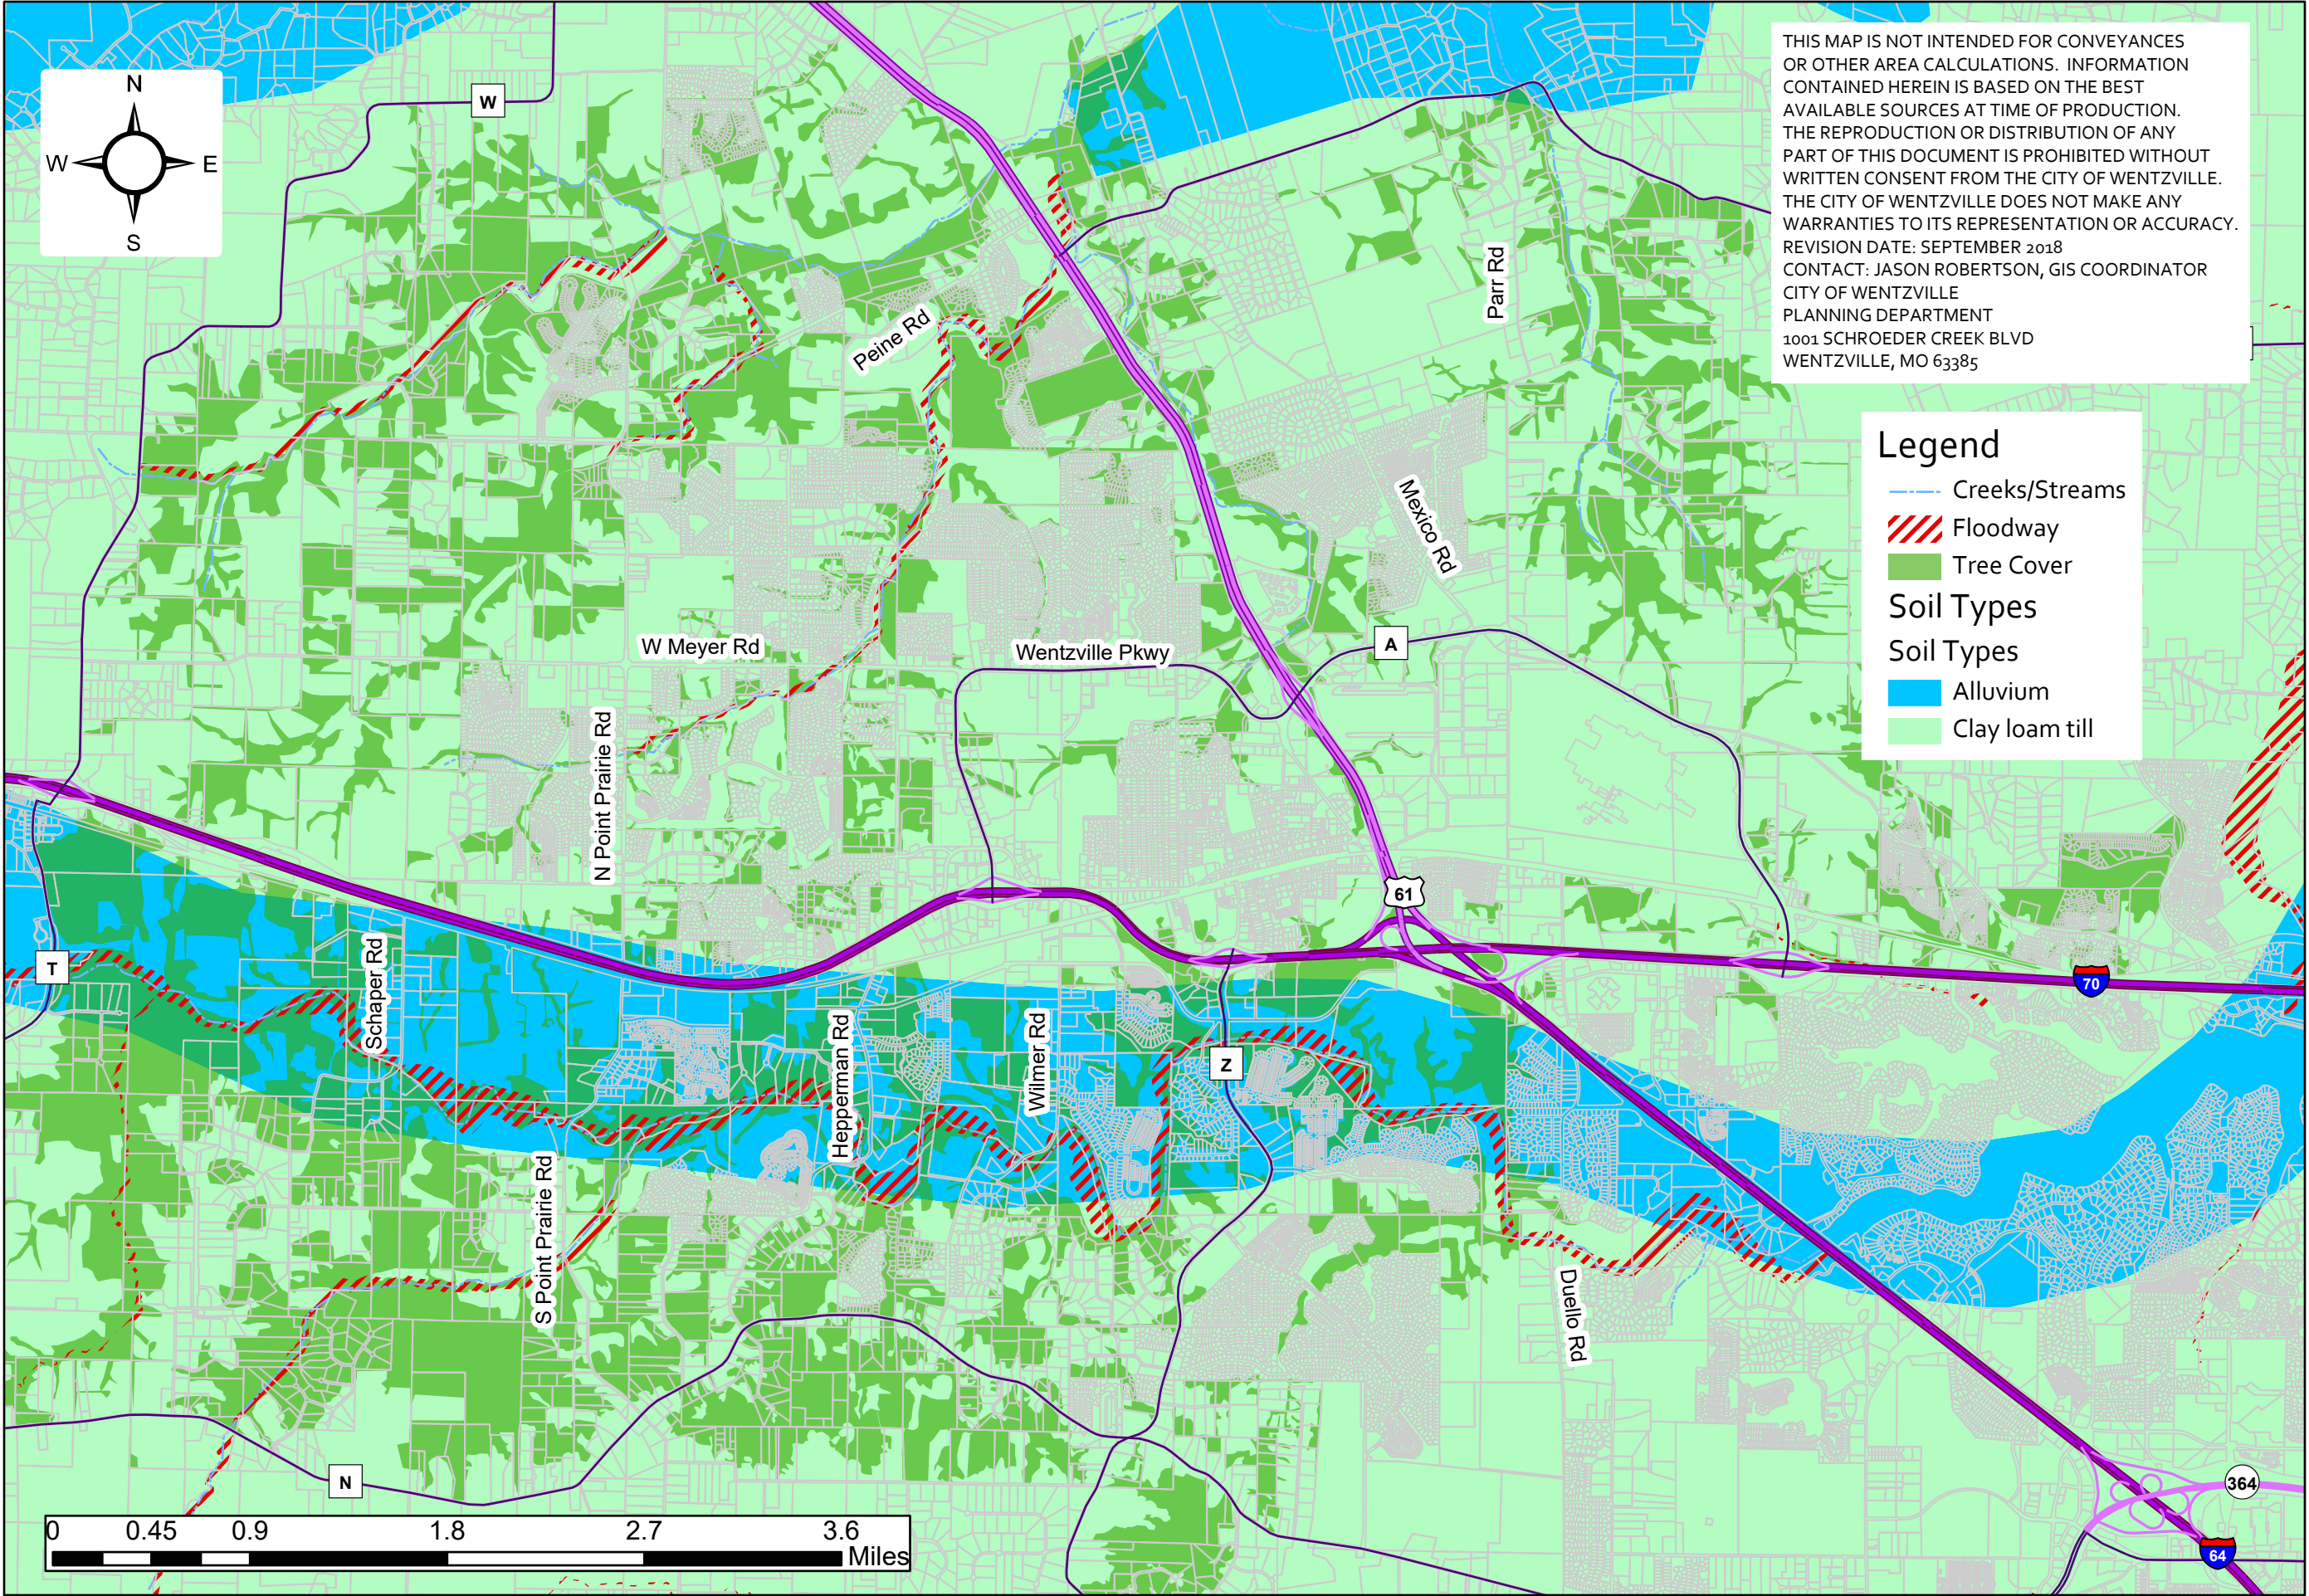 THIS MAP IS NOT INTENDED FOR CONVEYANCES
OR OTHER AREA CALCULATIONS. INFORMATION
CONTAINED HEREIN IS BASED ON THE BEST
AVAILABLE SOURCES AT TIME OF PRODUCTION.
THE REPRODUCTION OR DISTRIBUTION OF ANY
PART OF THIS DOCUMENT IS PROHIBITED WITHOUT
WRITTEN CONSENT FROM THE CITY OF WENTZVILLE.
THE CITY OF WENTZVILLE DOES NOT MAKE ANY
WARRANTIES TO ITS REPRESENTATION OR ACCURACY.
REVISION DATE: SEPTEMBER 2018
CONTACT: JASON ROBERTSON, GIS COORDINATOR
CITY OF WENTZVILLE
PLANNING DEPARTMENT
1001 SCHROEDER CREEK BLVD
WENTZVILLE, MO 63385
N
W E
S
W
Parr Rd
Peine Rd
Legend
Creeks/Streams
Floodway
Tree Cover
Soil Types
Soil Types
Alluvium
Clay loam till
Mexico Rd
W Meyer Rd
Wentzville Pkwy
A
N Point Prairie Rd
61
T
Schaper Rd
70
Hepperman Rd
Wilmer Rd
Z
S Point Prairie Rd
Duello Rd
N
364
64
0 0.45 0.9 1.8 2.7 3.6
Miles